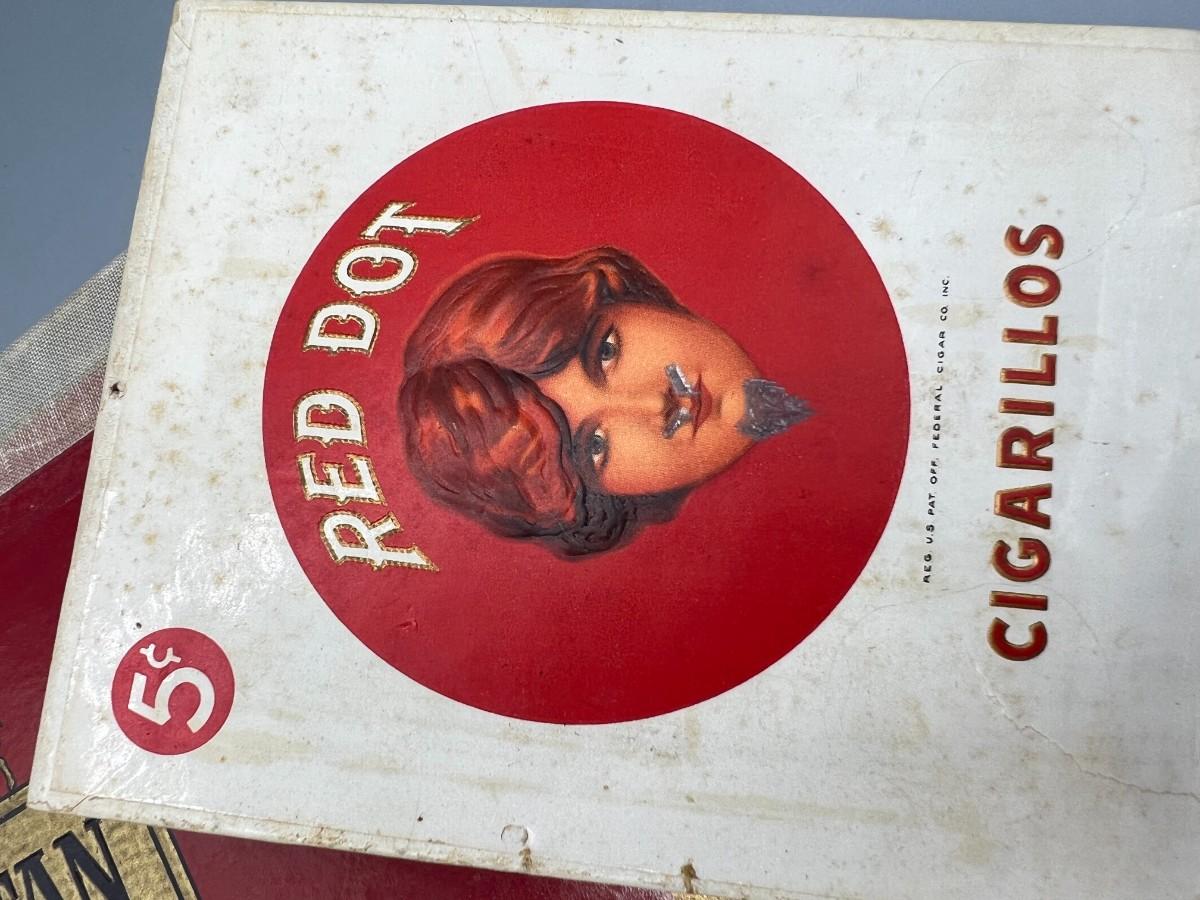 5¢
RED DOT
REG. U.S. PAT. OFF. FEDERAL CIGAR CO. INC.
CIGARILLOS